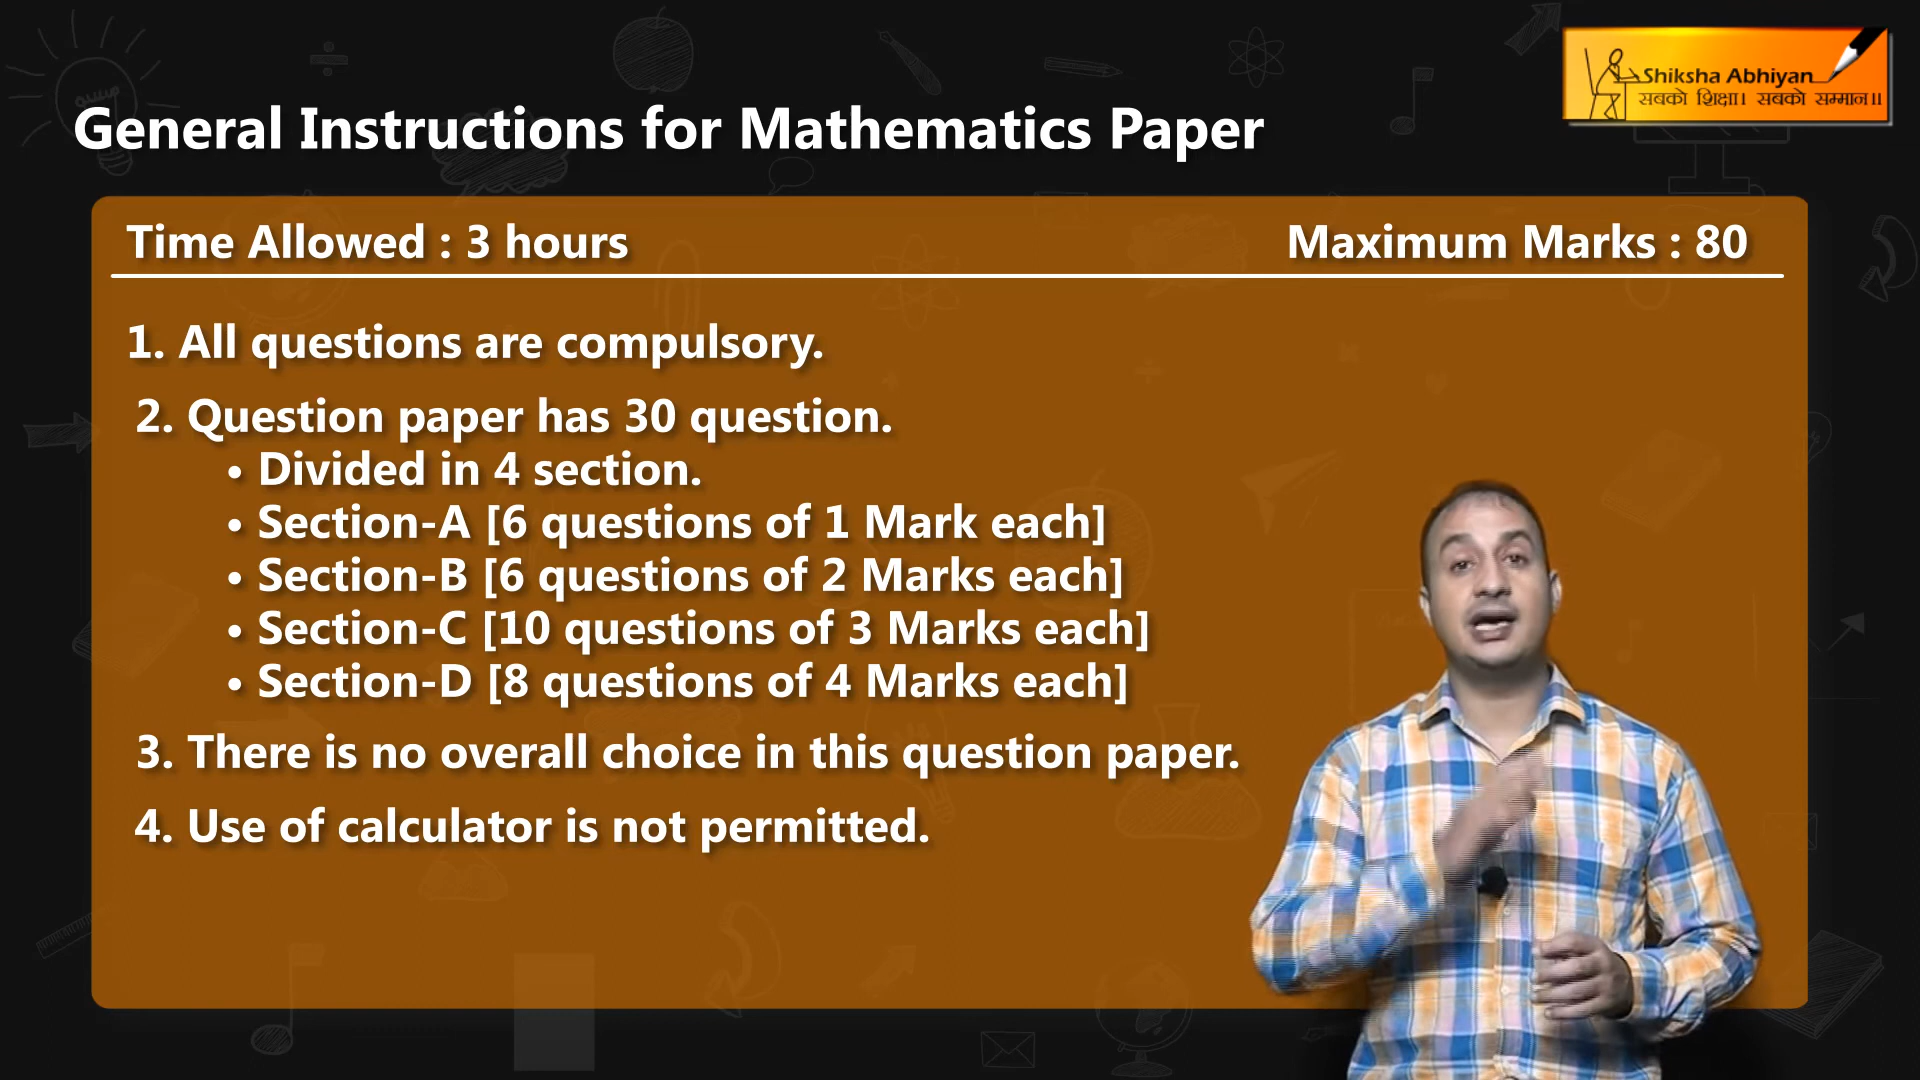 Shiksha Abhiyan
सबको शिक्षा। सबको सम्मान॥
General Instructions for Mathematics Paper
Time Allowed : 3 hours Maximum Marks : 80
1. All questions are compulsory.
2. Question paper has 30 question.
• Divided in 4 section.
• Section-A [6 questions of 1 Mark each]
• Section-B [6 questions of 2 Marks each]
• Section-C [10 questions of 3 Marks each]
• Section-D [8 questions of 4 Marks each]
3. There is no overall choice in this question paper.
4. Use of calculator is not permitted.